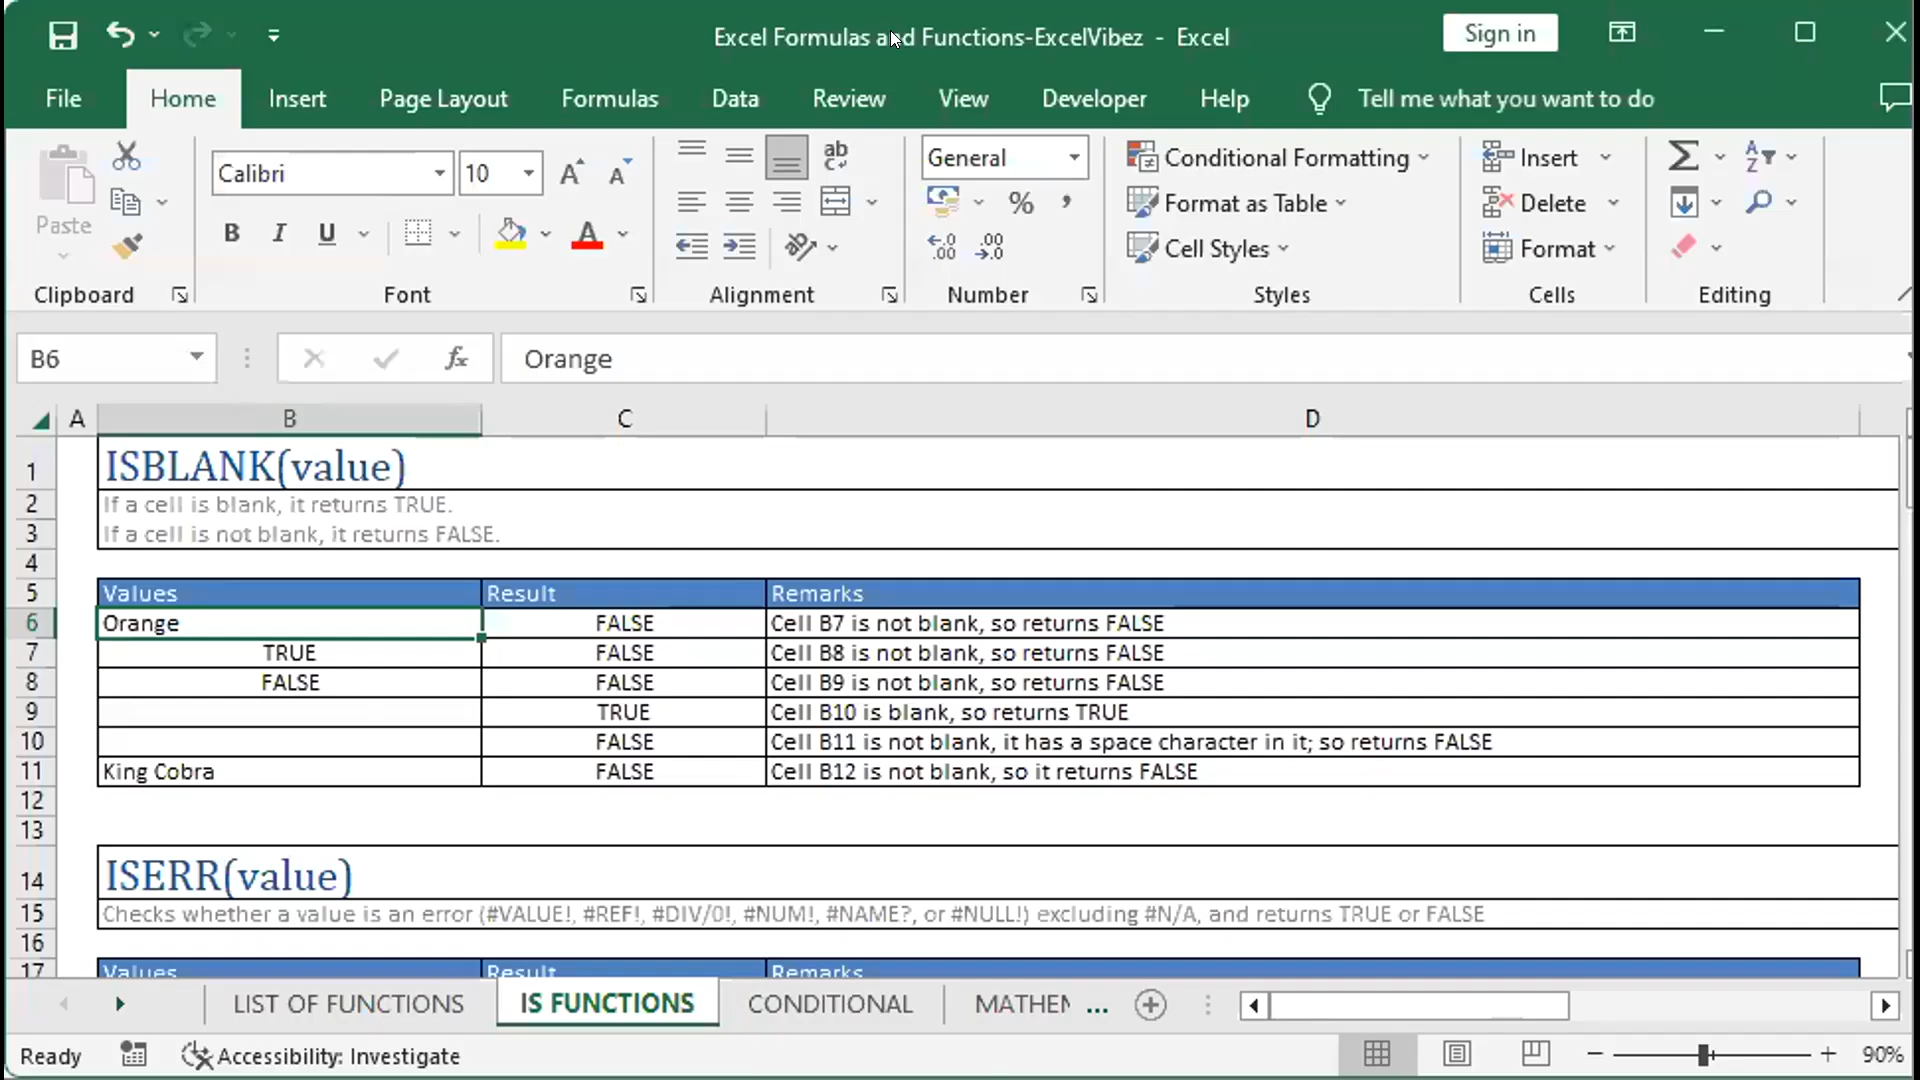 Excel Formulas and Functions-ExcelVibez - Excel
Sign in
File Home Insert Page Layout Formulas Data Review View Developer Help Tell me what you want to do
Paste
Clipboard
Calibri 10
B I U A
Font
ab
Alignment
General
% ,
Number
Conditional Formatting
Format as Table
Cell Styles
Styles
Insert
Delete
Format
Cells
Editing
B6 fx Orange
A B C D
1 ISBLANK(value)
2 If a cell is blank, it returns TRUE.
3 If a cell is not blank, it returns FALSE.
4
5 Values Result Remarks
6 Orange FALSE Cell B7 is not blank, so returns FALSE
7 TRUE FALSE Cell B8 is not blank, so returns FALSE
8 FALSE FALSE Cell B9 is not blank, so returns FALSE
9 TRUE Cell B10 is blank, so returns TRUE
10 FALSE Cell B11 is not blank, it has a space character in it; so returns FALSE
11 King Cobra FALSE Cell B12 is not blank, so it returns FALSE
12
13
14 ISERR(value)
15 Checks whether a value is an error (#VALUE!, #REF!, #DIV/0!, #NUM!, #NAME?, or #NULL!) excluding #N/A, and returns TRUE or FALSE
16
17 Values Result Remarks
LIST OF FUNCTIONS IS FUNCTIONS CONDITIONAL MATHEM ...
Ready Accessibility: Investigate 90%